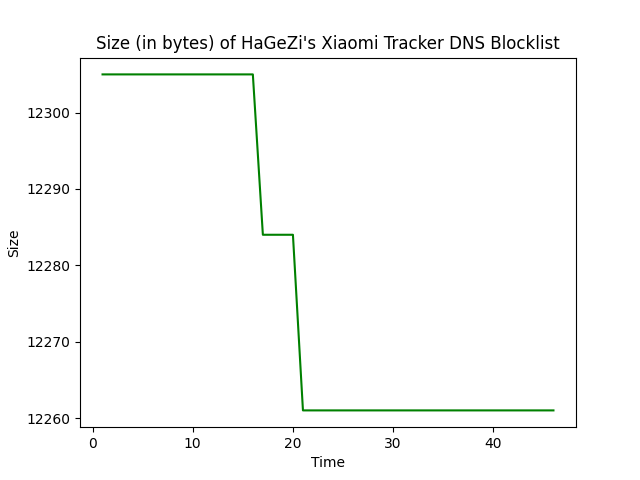 Size (in bytes) of HaGeZi's Xiaomi Tracker DNS Blocklist
12300
12290
12280
12270
12260
Size
0 10 20 30 40
Time